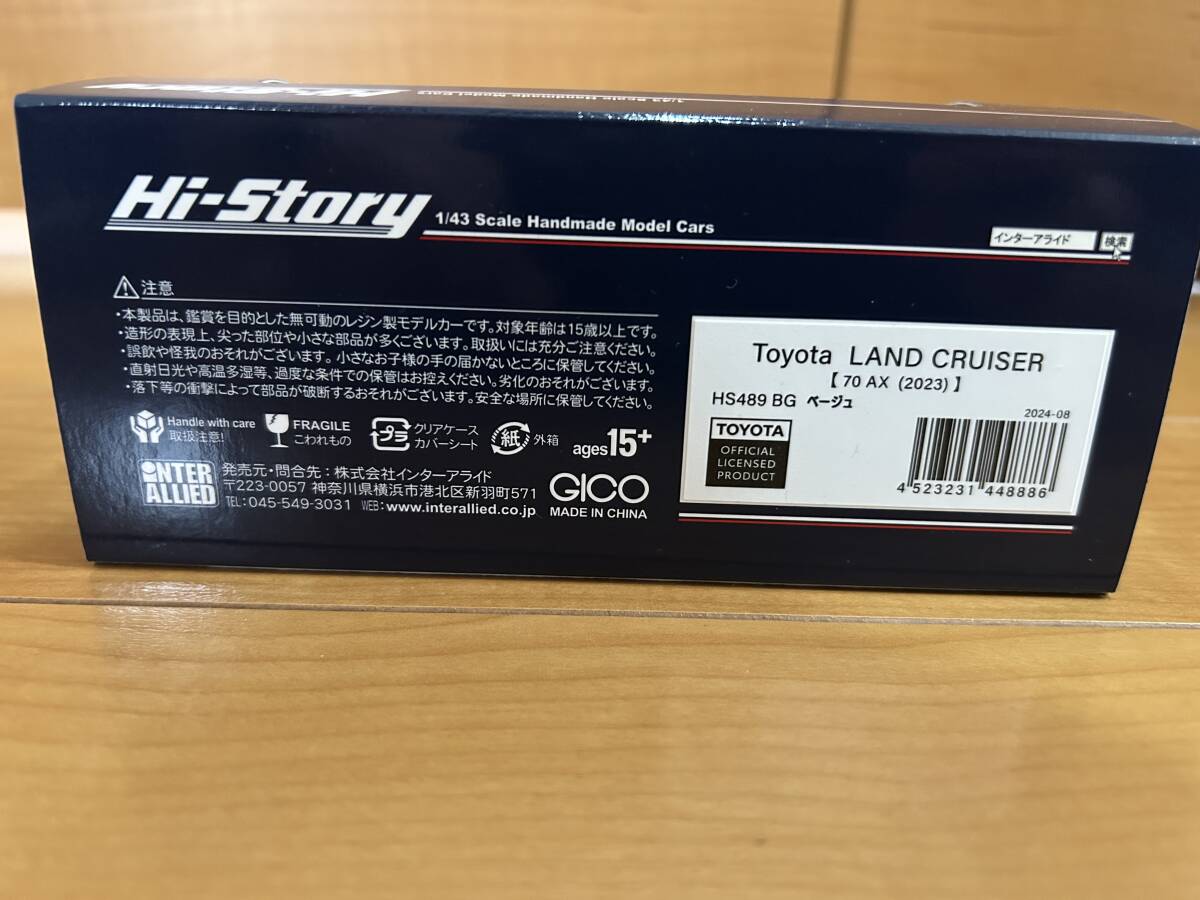 Hi-Story
1/43 Scale Handmade Model Cars
Hi-Story
1/43 Scale Handmade Model Cars
インターアライド 検索
注意
・本製品は、鑑賞を目的とした無可動のレジン製モデルカーです。対象年齢は15歳以上です。
・造形の表現上、尖った部位や小さな部品が多くございます。取扱いには充分ご注意ください。
・誤飲や怪我のおそれがございます。小さなお子様の手の届かないところに保管してください。
・直射日光や高温多湿等、過度な条件での保管はお控えください。劣化のおそれがございます。
・落下等の衝撃によって部品が破断するおそれがございます。安全な場所に保管してください。
Handle with care
取扱注意!
FRAGILE
こわれもの
プラ
クリアケース
カバーシート
紙 外箱
ages15+
INTER
ALLIED
発売元・問合先：株式会社インターアライド
〒223-0057 神奈川県横浜市港北区新羽町571
TEL：045-549-3031 WEB：www.interallied.co.jp
GICO
MADE IN CHINA
Toyota LAND CRUISER
【 70 AX (2023) 】
HS489 BG ベージュ
2024-08
TOYOTA
OFFICIAL
LICENSED
PRODUCT
4 523231 448886